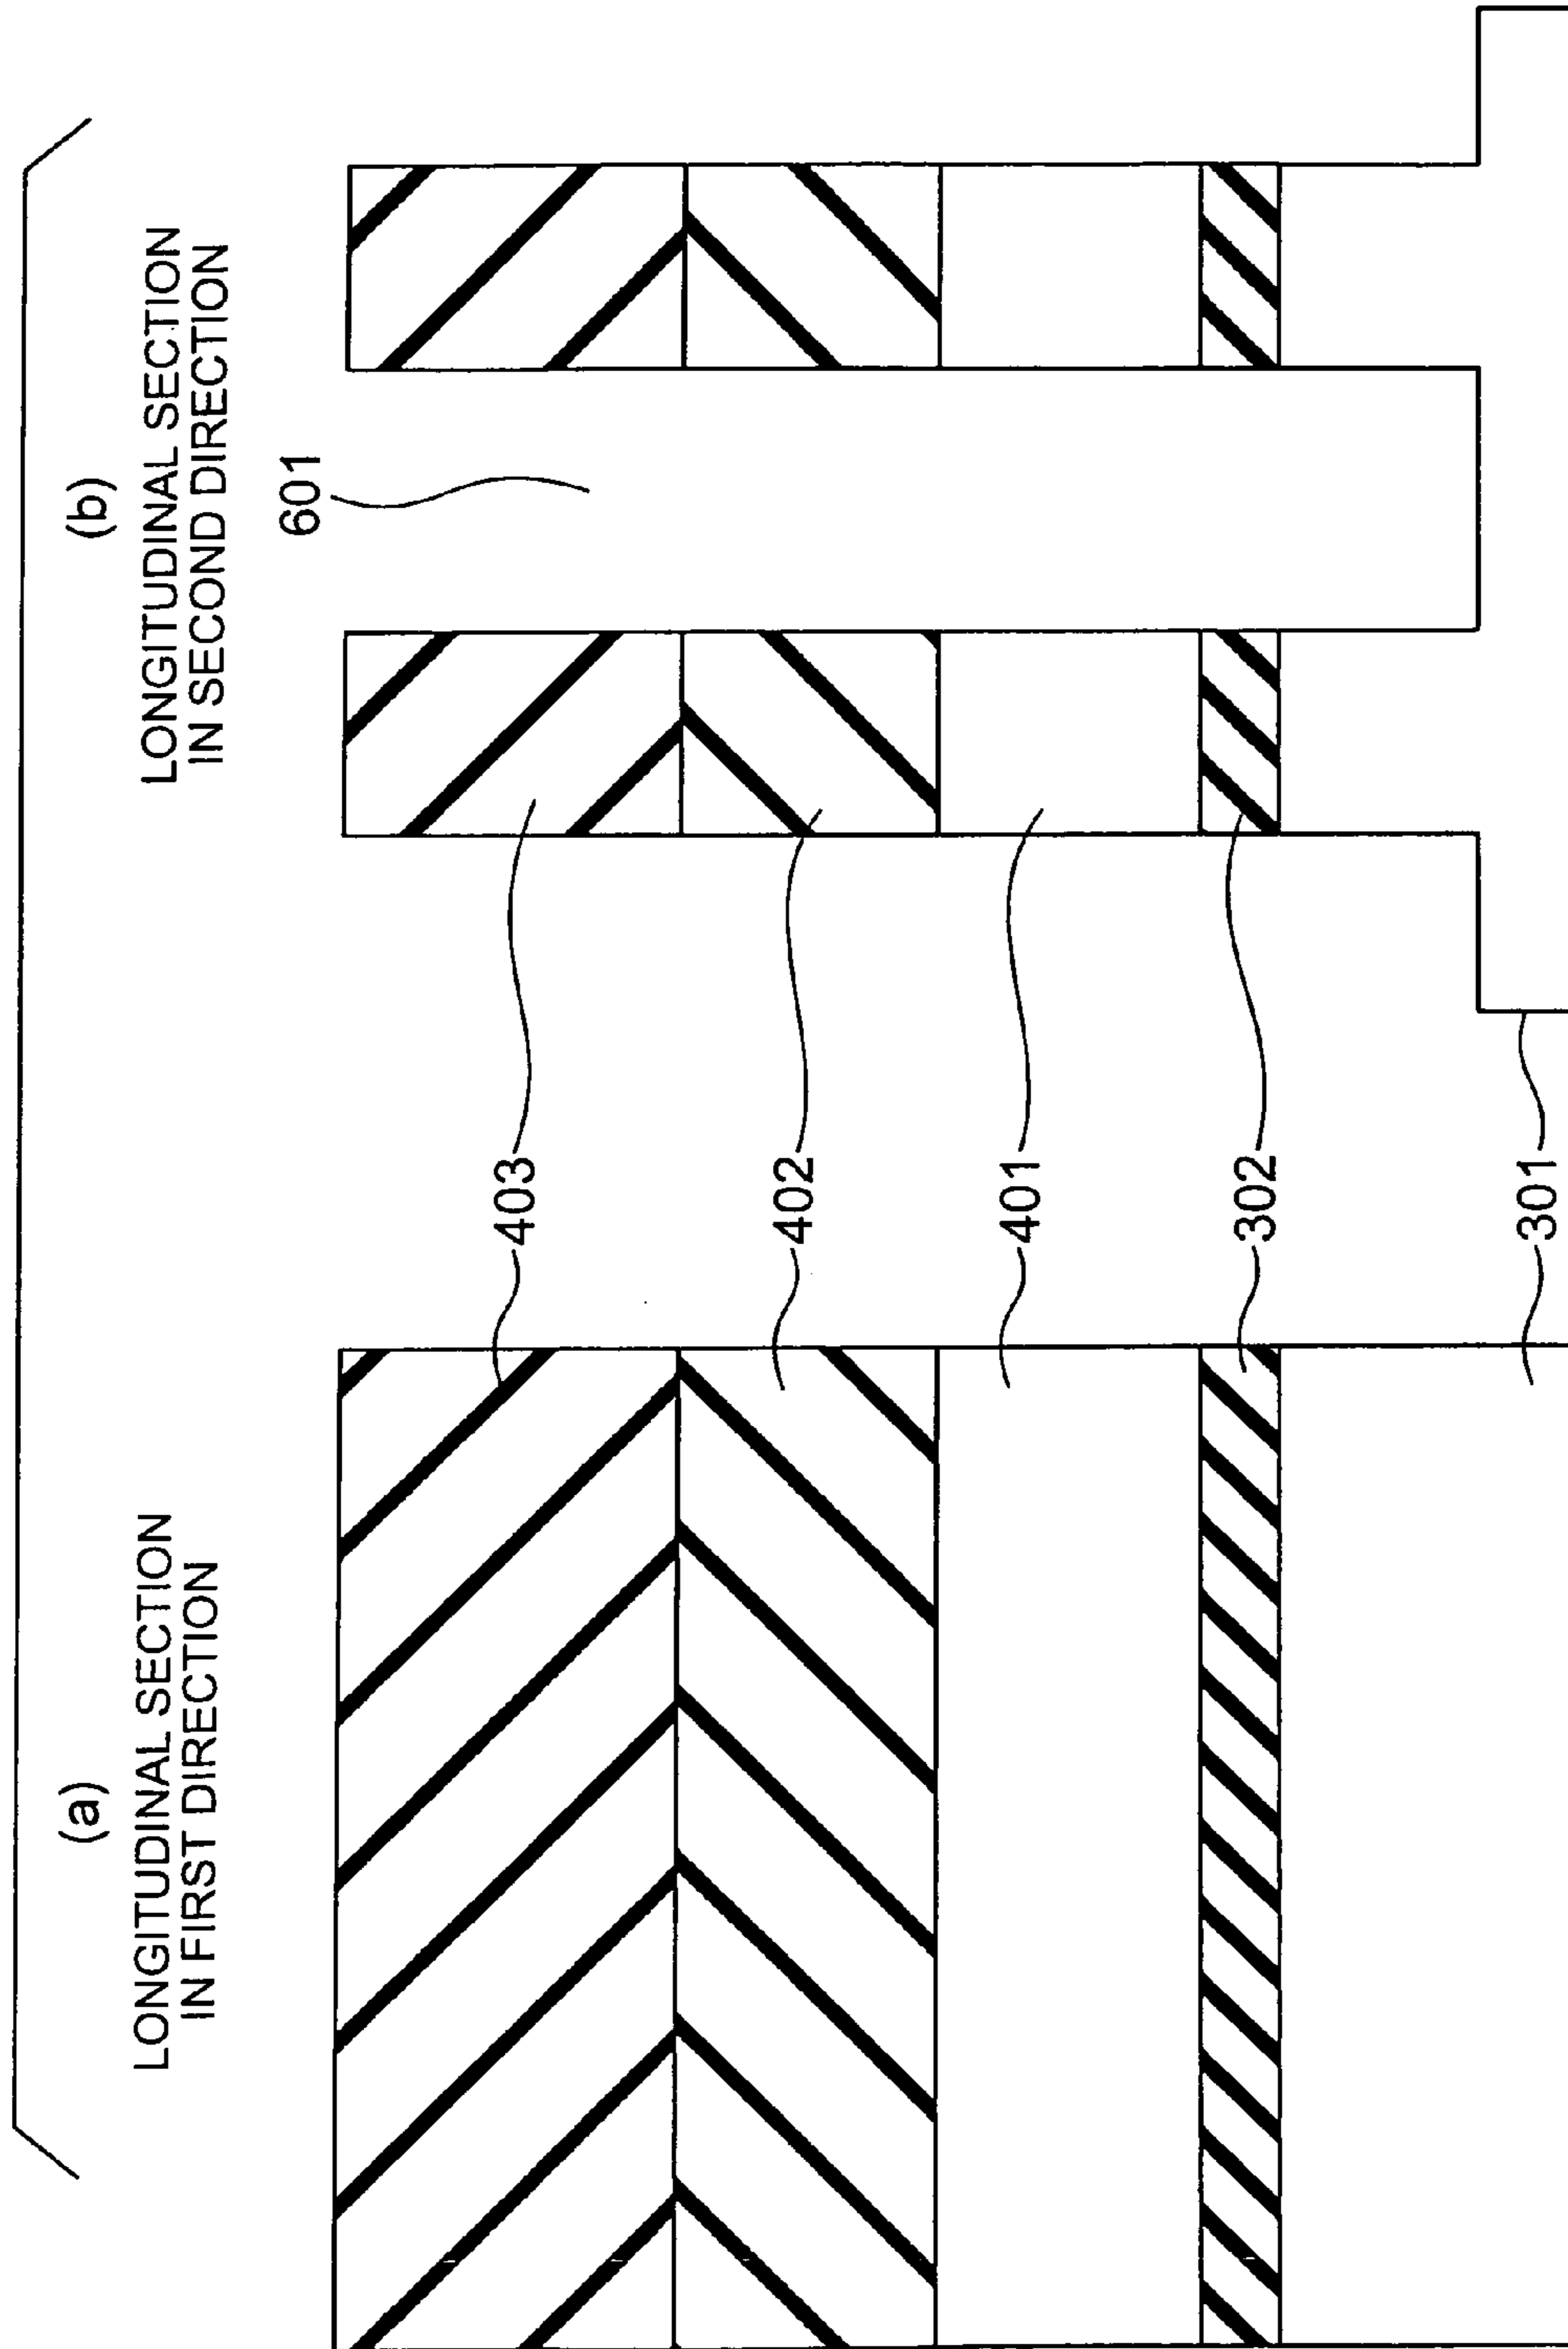 (a)
LONGITUDINAL SECTION
IN FIRST DIRECTION
(b)
LONGITUDINAL SECTION
IN SECOND DIRECTION
601
403
402
401
302
301